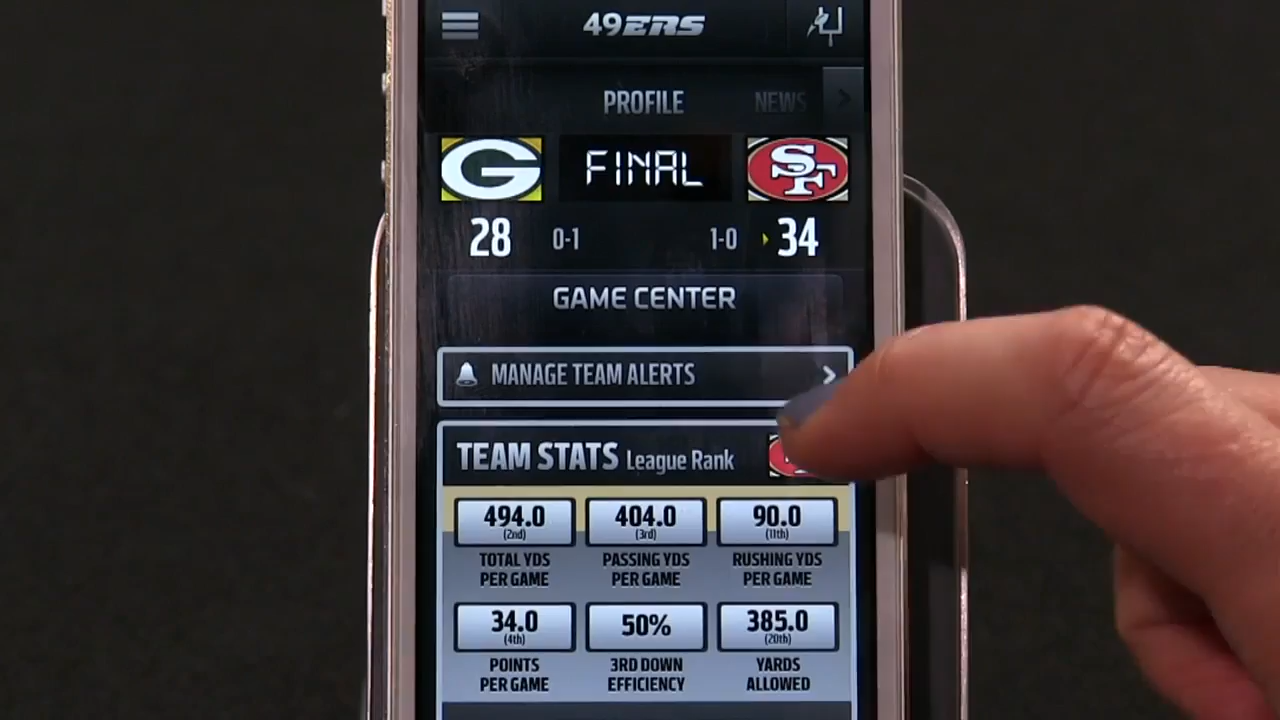 49ERS
PROFILE NEWS
G FINAL SF
28 0-1 1-0 34
GAME CENTER
MANAGE TEAM ALERTS
TEAM STATS League Rank
494.0 404.0 90.0
(2nd) (3rd) (11th)
TOTAL YDS PASSING YDS RUSHING YDS
PER GAME PER GAME PER GAME
34.0 50% 385.0
(4th) (20th)
POINTS 3RD DOWN YARDS
PER GAME EFFICIENCY ALLOWED